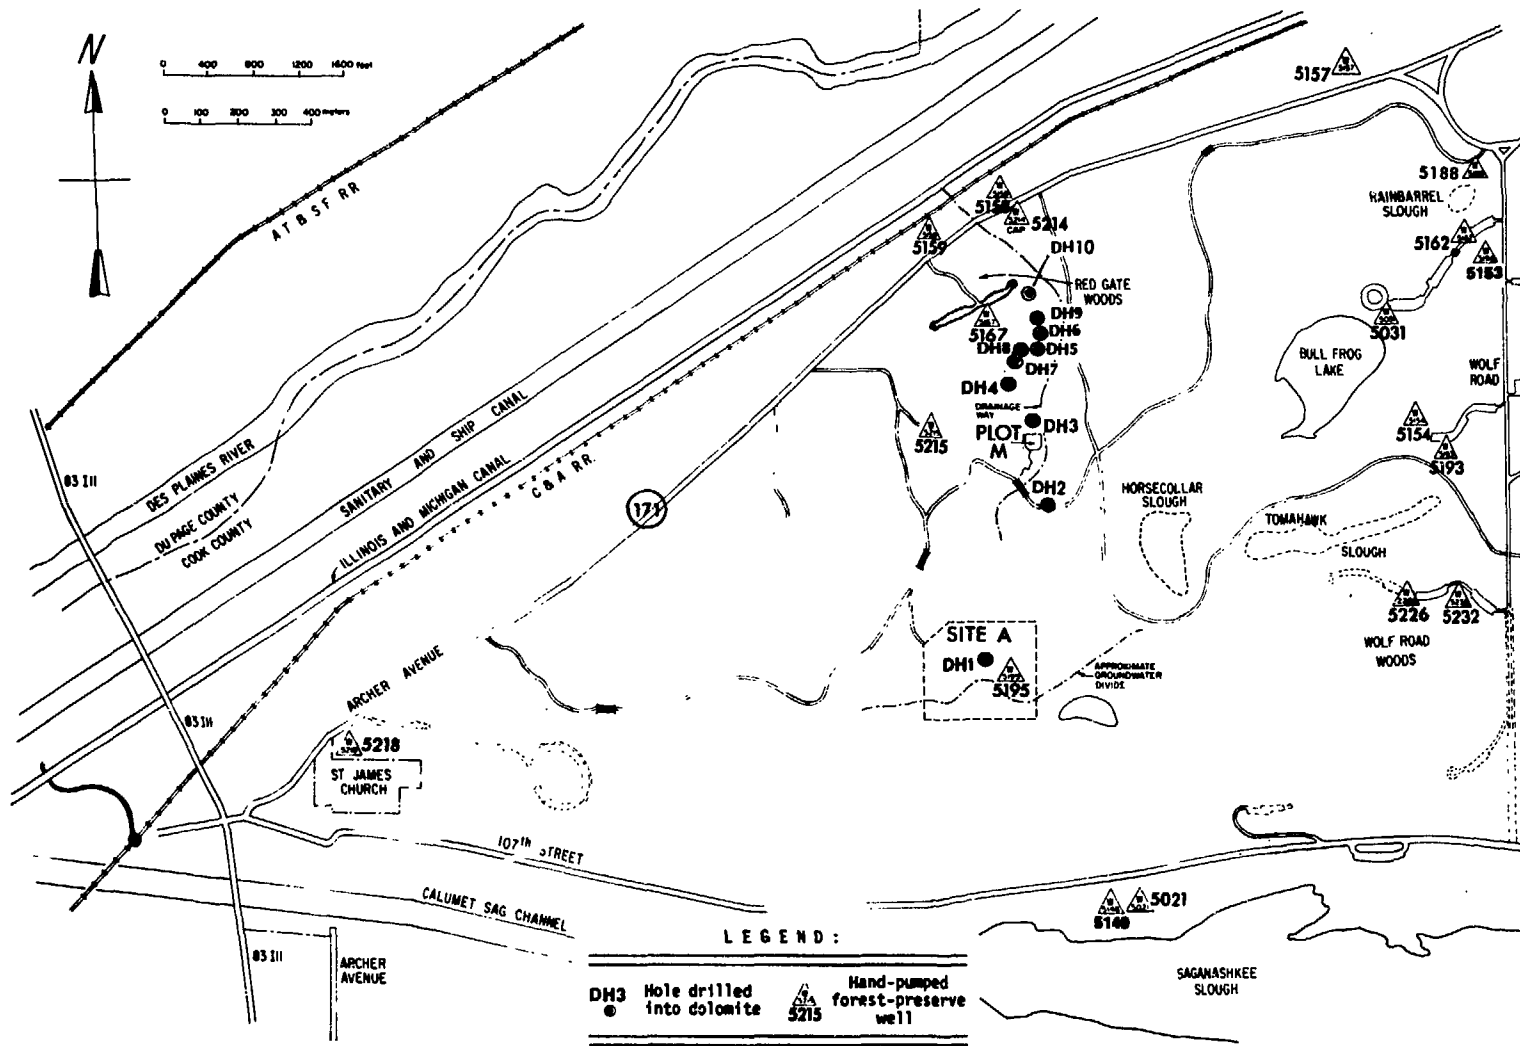 N
0 400 800 1200 1600 feet
0 100 200 300 400 meters
A T & S F RR
5157
5188
RAINBARREL
SLOUGH
5162
5153
5214
CAP
5159
DH10
RED GATE
WOODS
DH9
DH6
5167
DH8
DH5
DH7
DH4
5031
BULL FROG
LAKE
WOLF
ROAD
DRAINAGE
WAY
DH3
PLOT
M
5215
5154
5193
DH2
HORSECOLLAR
SLOUGH
TOMAHAWK
SLOUGH
83 Ill
DES PLAINES RIVER
DU PAGE COUNTY
COOK COUNTY
SANITARY AND SHIP CANAL
ILLINOIS AND MICHIGAN CANAL
C & A RR.
171
5226
5232
WOLF ROAD
WOODS
SITE A
DH1
5195
APPROXIMATE
GROUNDWATER
DIVIDE
ARCHER AVENUE
83 Ill
5218
ST JAMES
CHURCH
107th STREET
CALUMET SAG CHANNEL
5021
83 Ill
ARCHER
AVENUE
SAGANASHKEE
SLOUGH
LEGEND:
DH3 Hole drilled
into dolomite
5215 Hand-pumped
forest-preserve
well